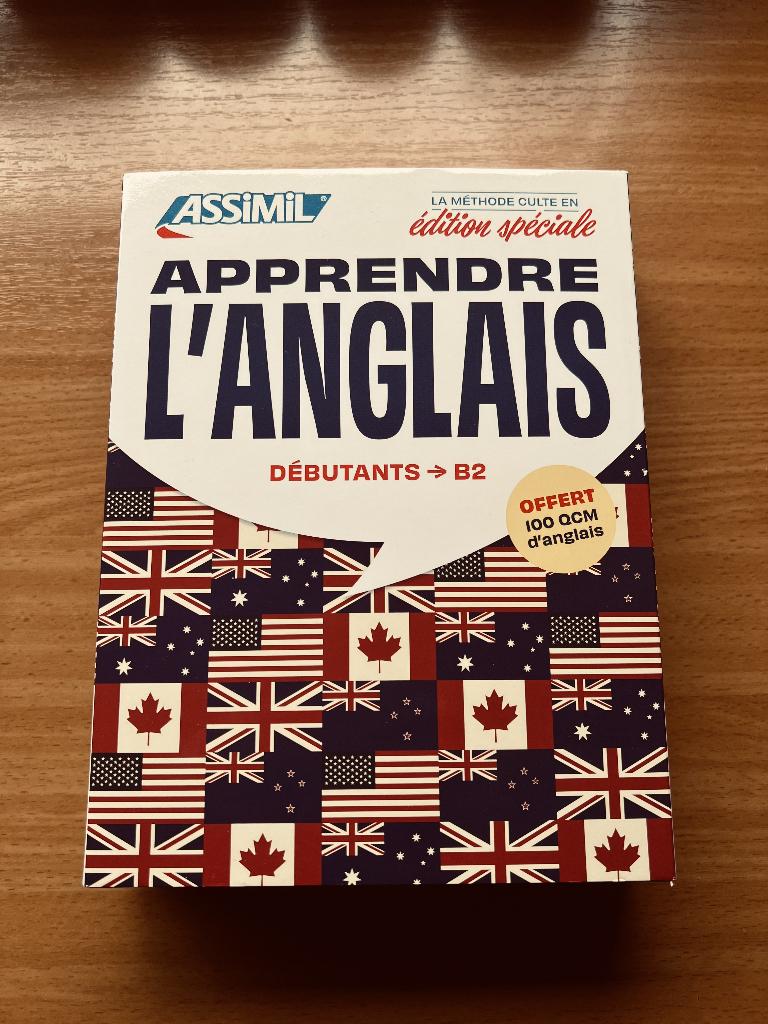 ASSiMiL®
LA MÉTHODE CULTE EN
édition spéciale
APPRENDRE
L'ANGLAIS
DÉBUTANTS → B2
OFFERT
100 QCM
d'anglais